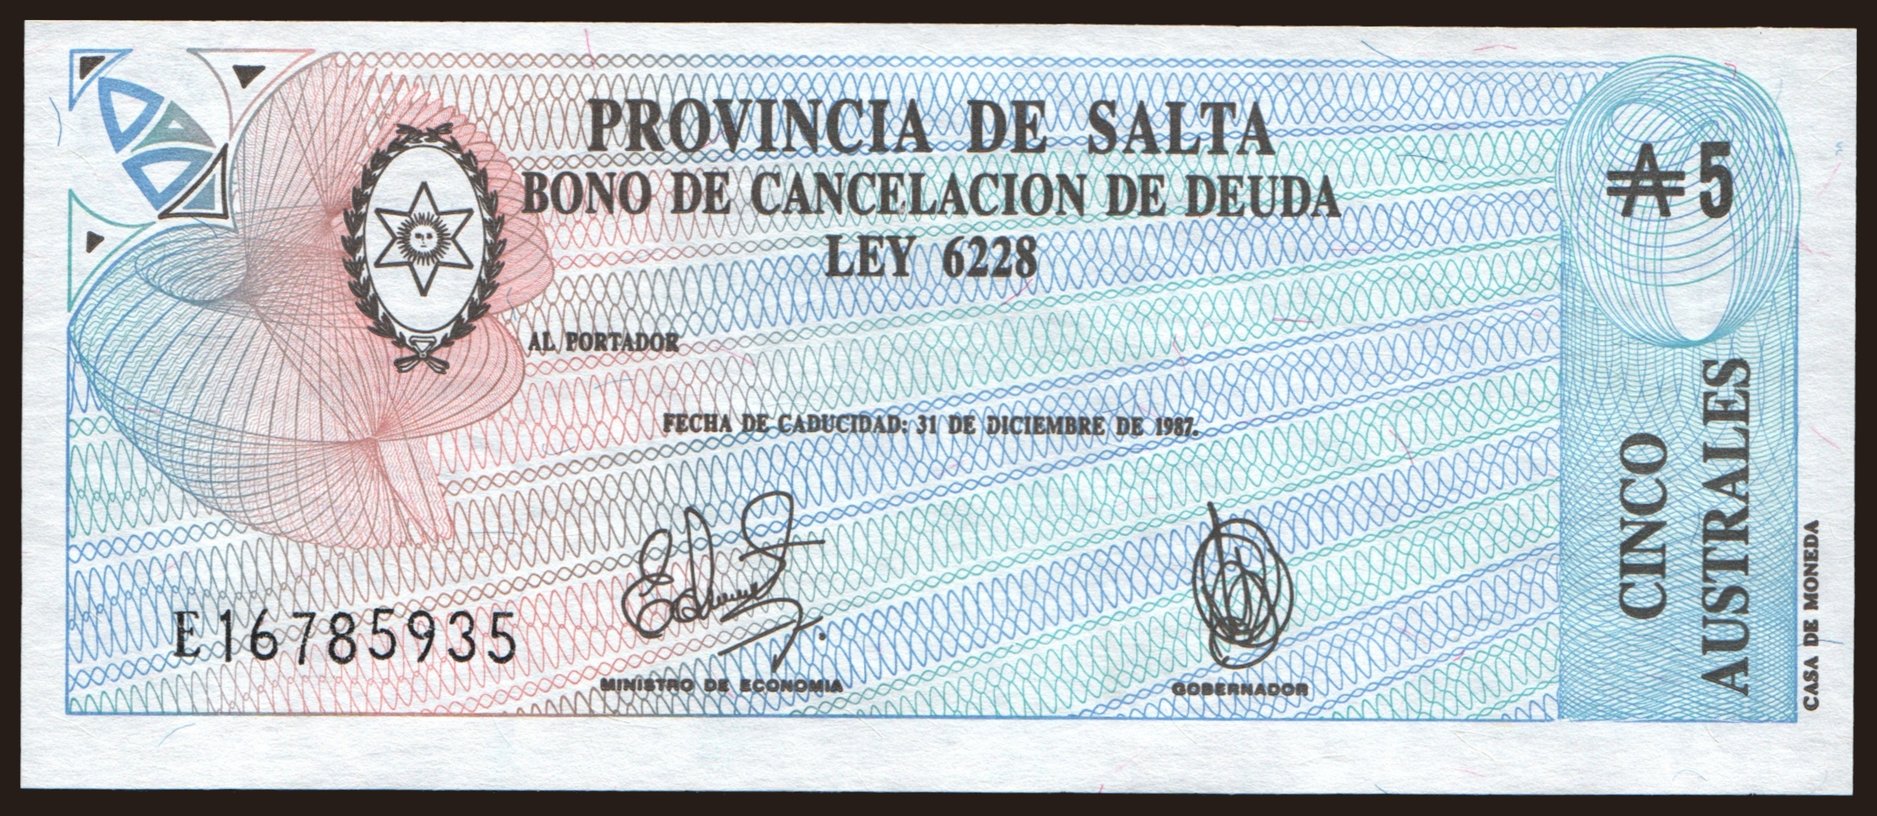 PROVINCIA DE SALTA
BONO DE CANCELACION DE DEUDA
LEY 6228
₳ 5
AL PORTADOR
FECHA DE CADUCIDAD: 31 DE DICIEMBRE DE 1987.
E16785935
MINISTRO DE ECONOMIA
GOBERNADOR
CINCO
AUSTRALES
CASA DE MONEDA